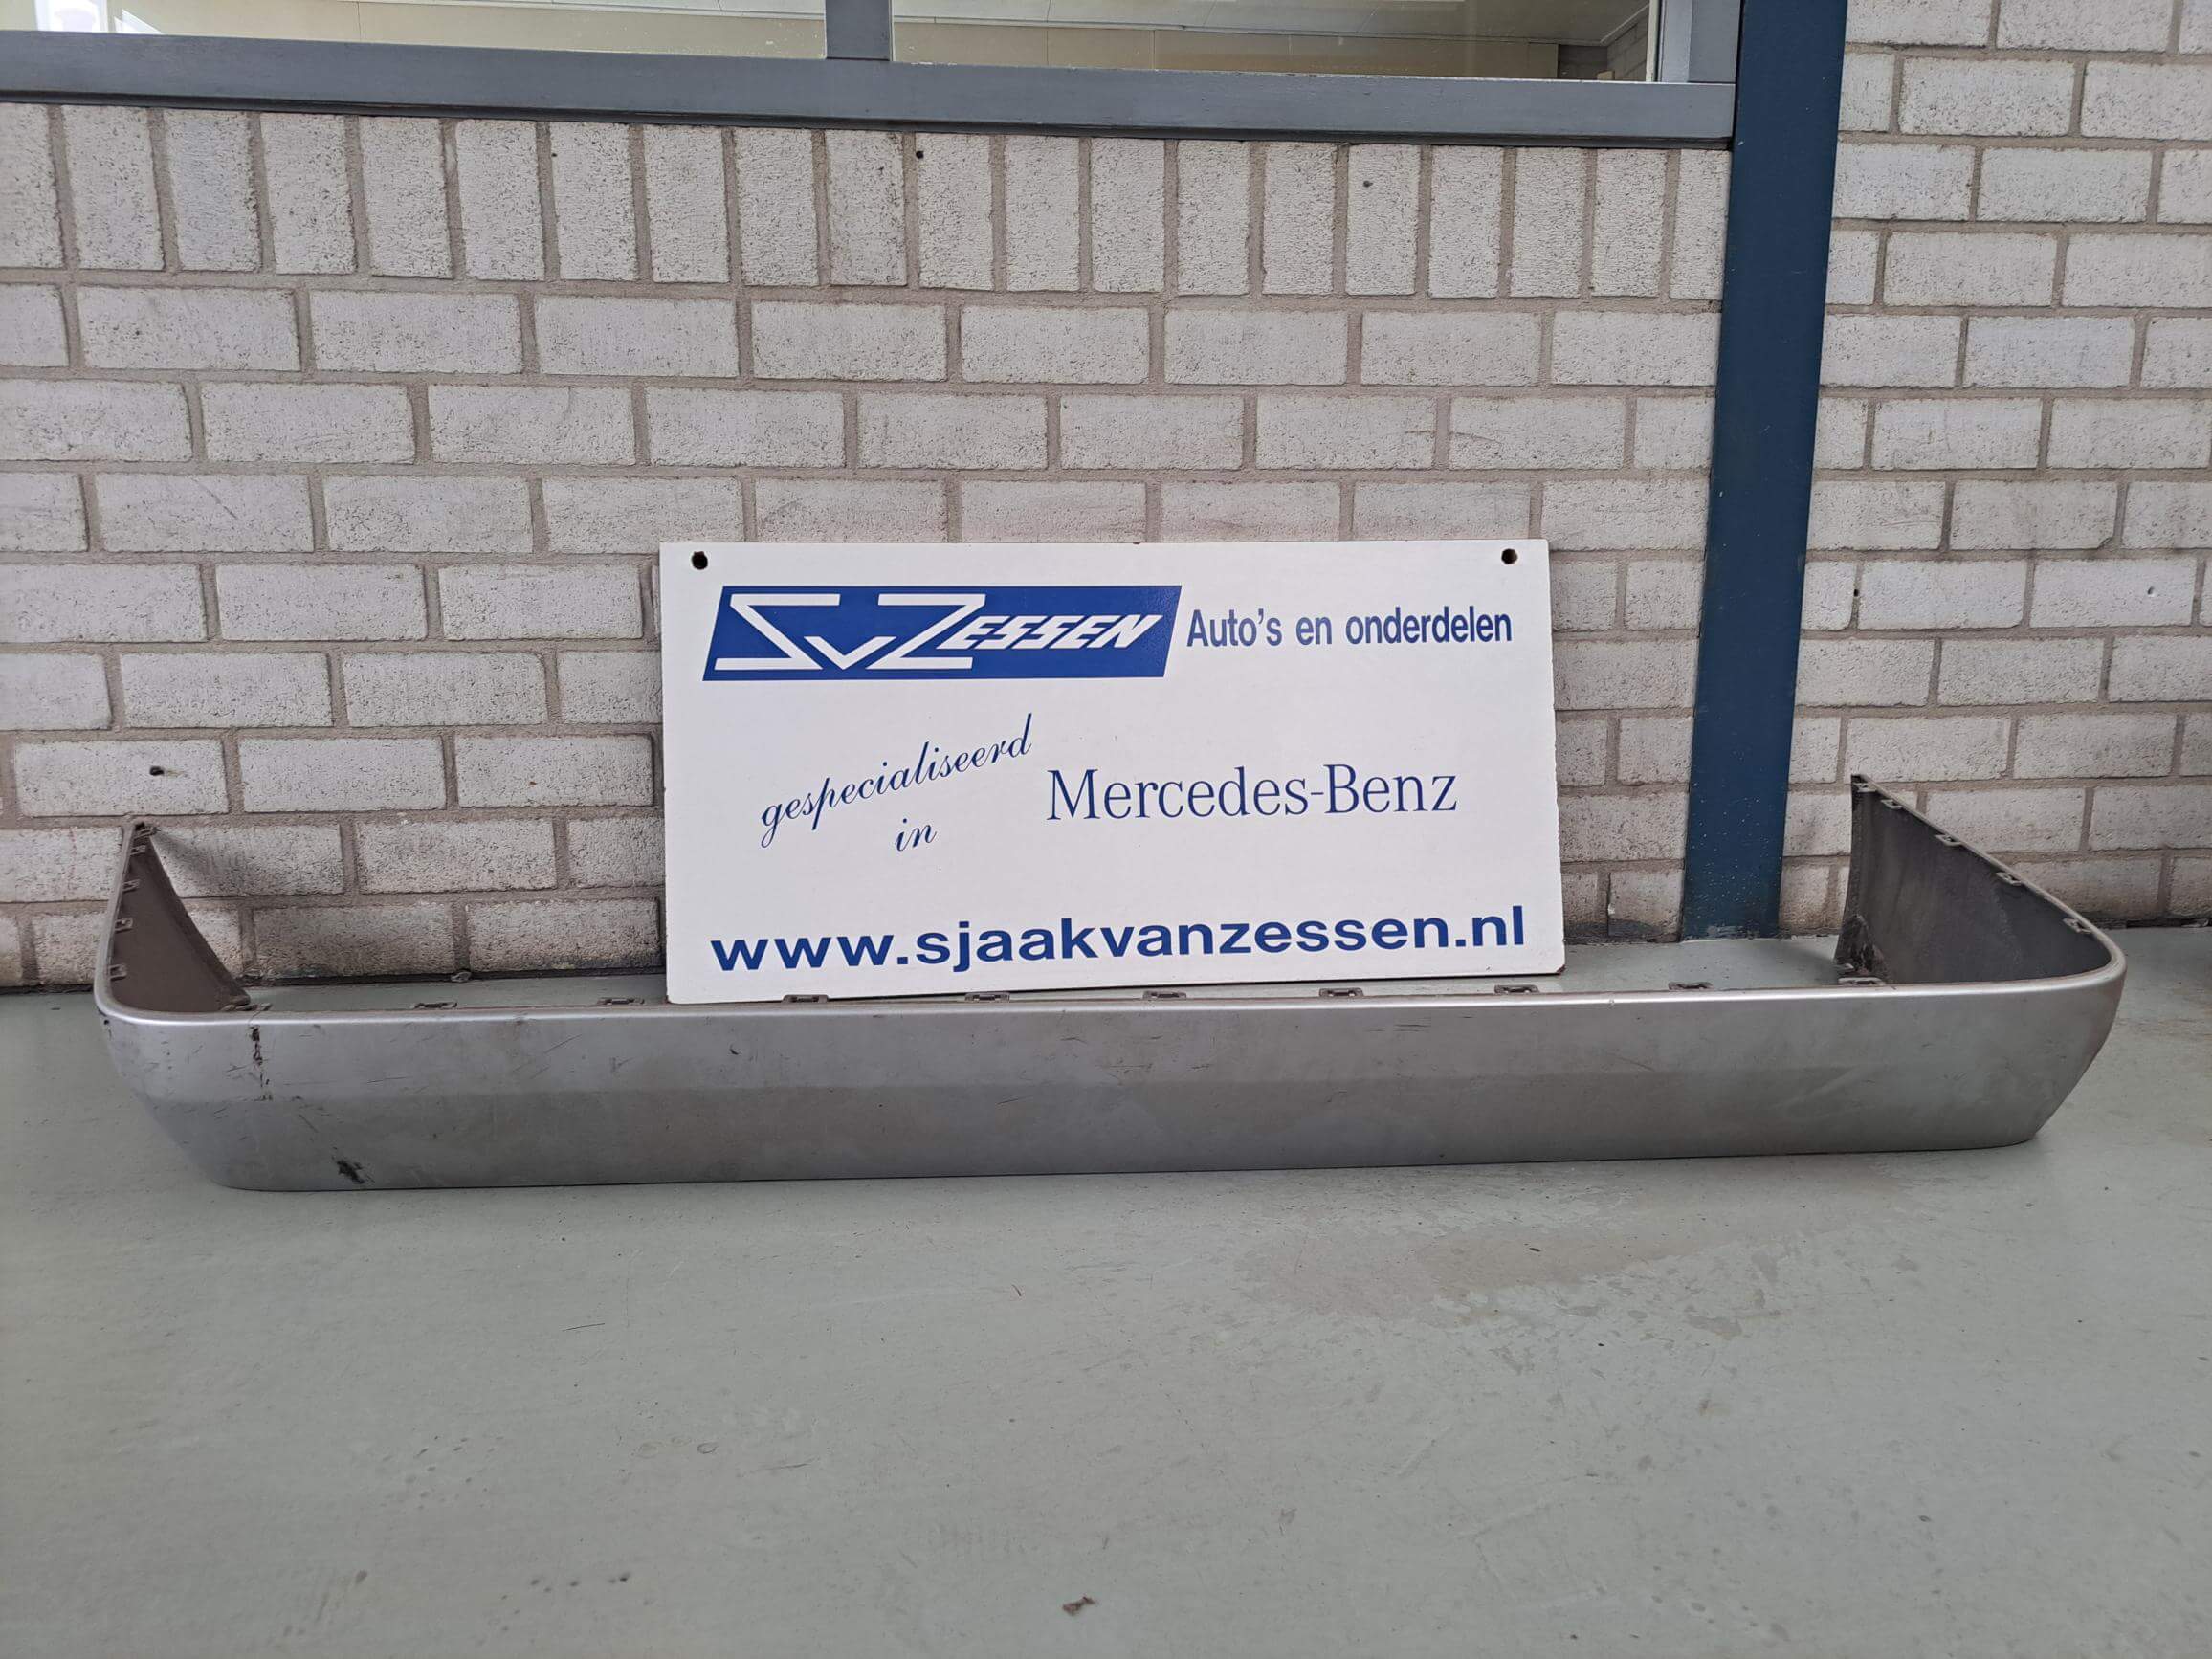 SvZESSEN Auto's en onderdelen
gespecialiseerd
in
Mercedes-Benz
www.sjaakvanzessen.nl